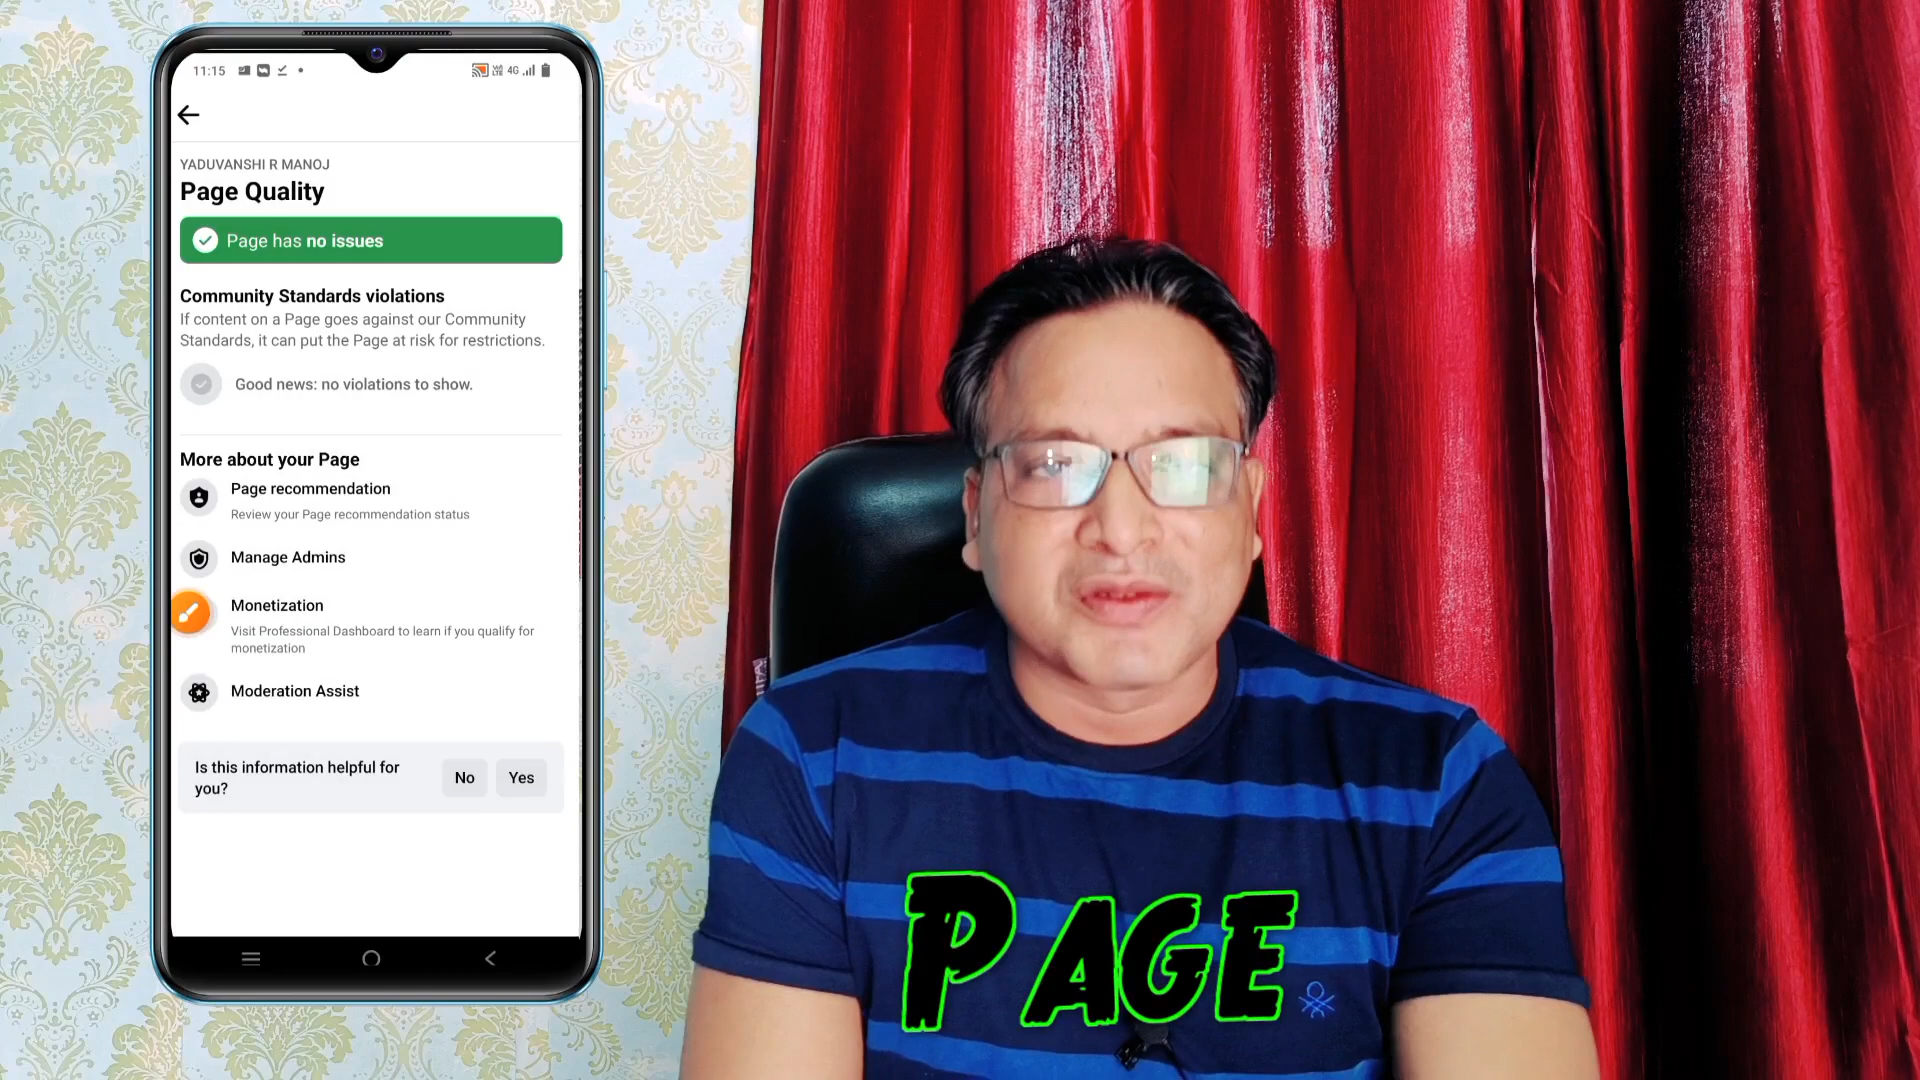 11:15
4G
YADUVANSHI R MANOJ
Page Quality
Page has no issues
Community Standards violations
If content on a Page goes against our Community
Standards, it can put the Page at risk for restrictions.
Good news: no violations to show.
More about your Page
Page recommendation
Review your Page recommendation status
Manage Admins
Monetization
Visit Professional Dashboard to learn if you qualify for
monetization
Moderation Assist
Is this information helpful for
you?
No
Yes
PAGE